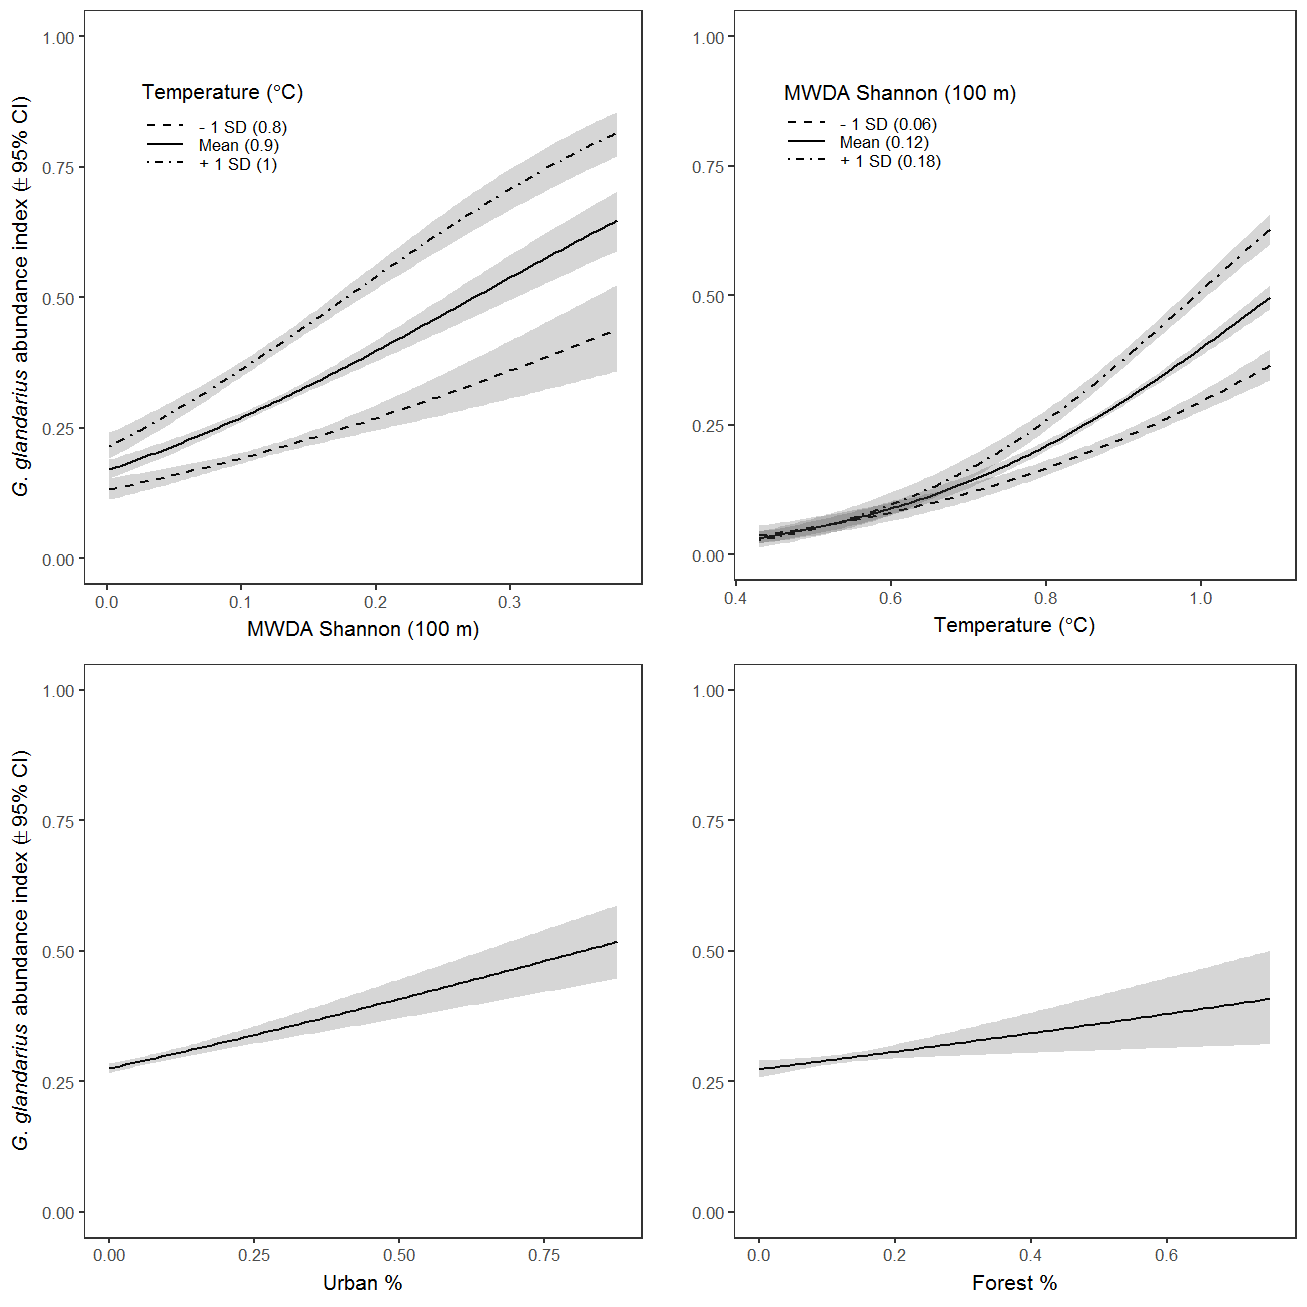 G. glandarius abundance index (± 95% CI)
1.00
0.75
0.50
0.25
0.00
Temperature (°C)
- 1 SD (0.8)
Mean (0.9)
+ 1 SD (1)
0.0 0.1 0.2 0.3
MWDA Shannon (100 m)
1.00
0.75
0.50
0.25
0.00
MWDA Shannon (100 m)
- 1 SD (0.06)
Mean (0.12)
+ 1 SD (0.18)
0.4 0.6 0.8 1.0
Temperature (°C)
G. glandarius abundance index (± 95% CI)
1.00
0.75
0.50
0.25
0.00
0.00 0.25 0.50 0.75
Urban %
1.00
0.75
0.50
0.25
0.00
0.0 0.2 0.4 0.6
Forest %